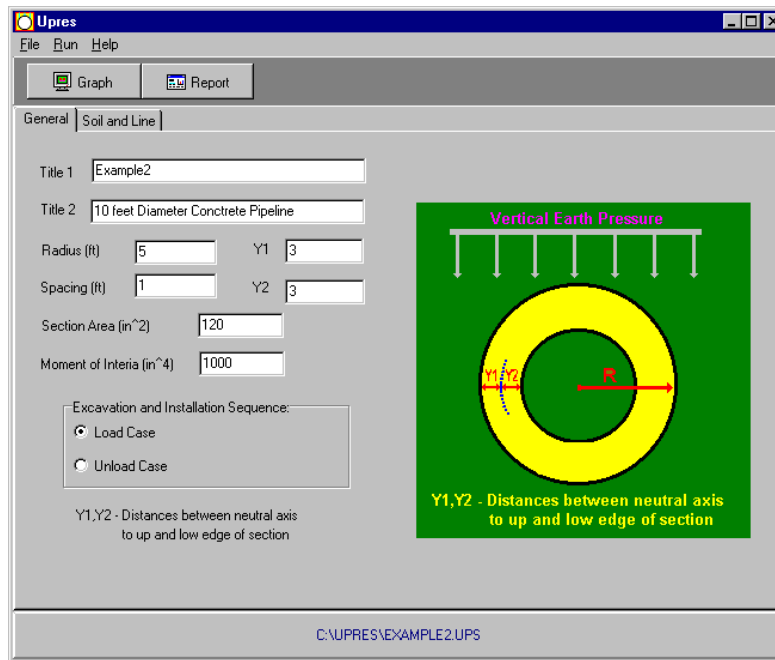 Upres
File Run Help
Graph Report
General Soil and Line
Title 1 Example2
Title 2 10 feet Diameter Conctrete Pipeline
Radius (ft) 5 Y1 3
Spacing (ft) 1 Y2 3
Section Area (in^2) 120
Moment of Interia (in^4) 1000
Excavation and Installation Sequence:
Load Case
Unload Case
Y1,Y2 - Distances between neutral axis
to up and low edge of section
Vertical Earth Pressure
Y1 Y2 R
Y1,Y2 - Distances between neutral axis
to up and low edge of section
C:\UPRES\EXAMPLE2.UPS